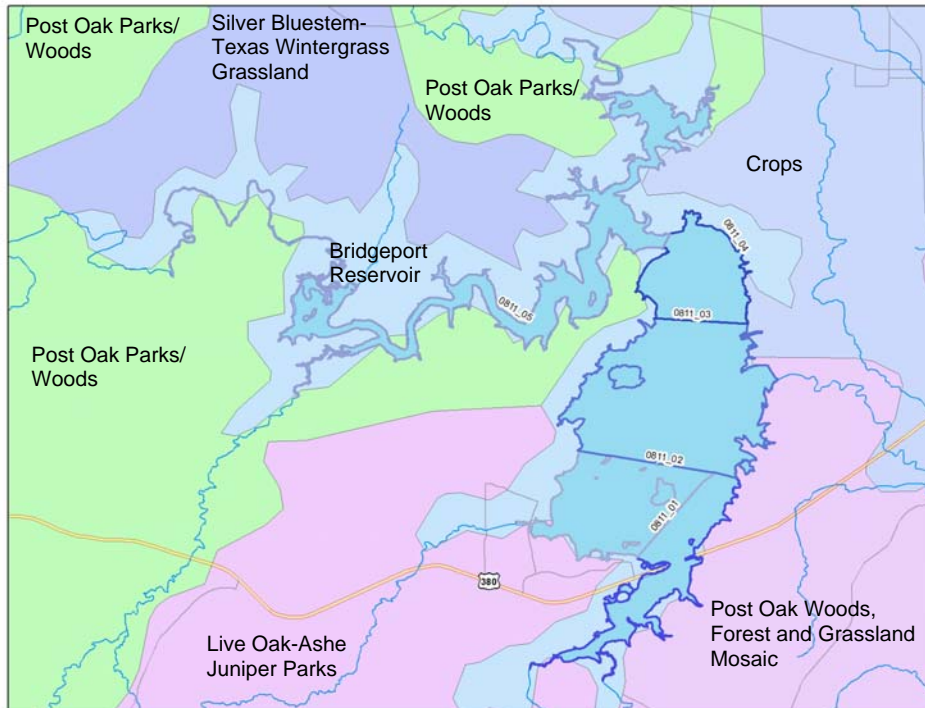 Post Oak Parks/
Woods
Silver Bluestem-
Texas Wintergrass
Grassland
Post Oak Parks/
Woods
Crops
0811_04
Bridgeport
Reservoir
0811_05
0811_03
Post Oak Parks/
Woods
0811_02
0811_01
380
Live Oak-Ashe
Juniper Parks
Post Oak Woods,
Forest and Grassland
Mosaic